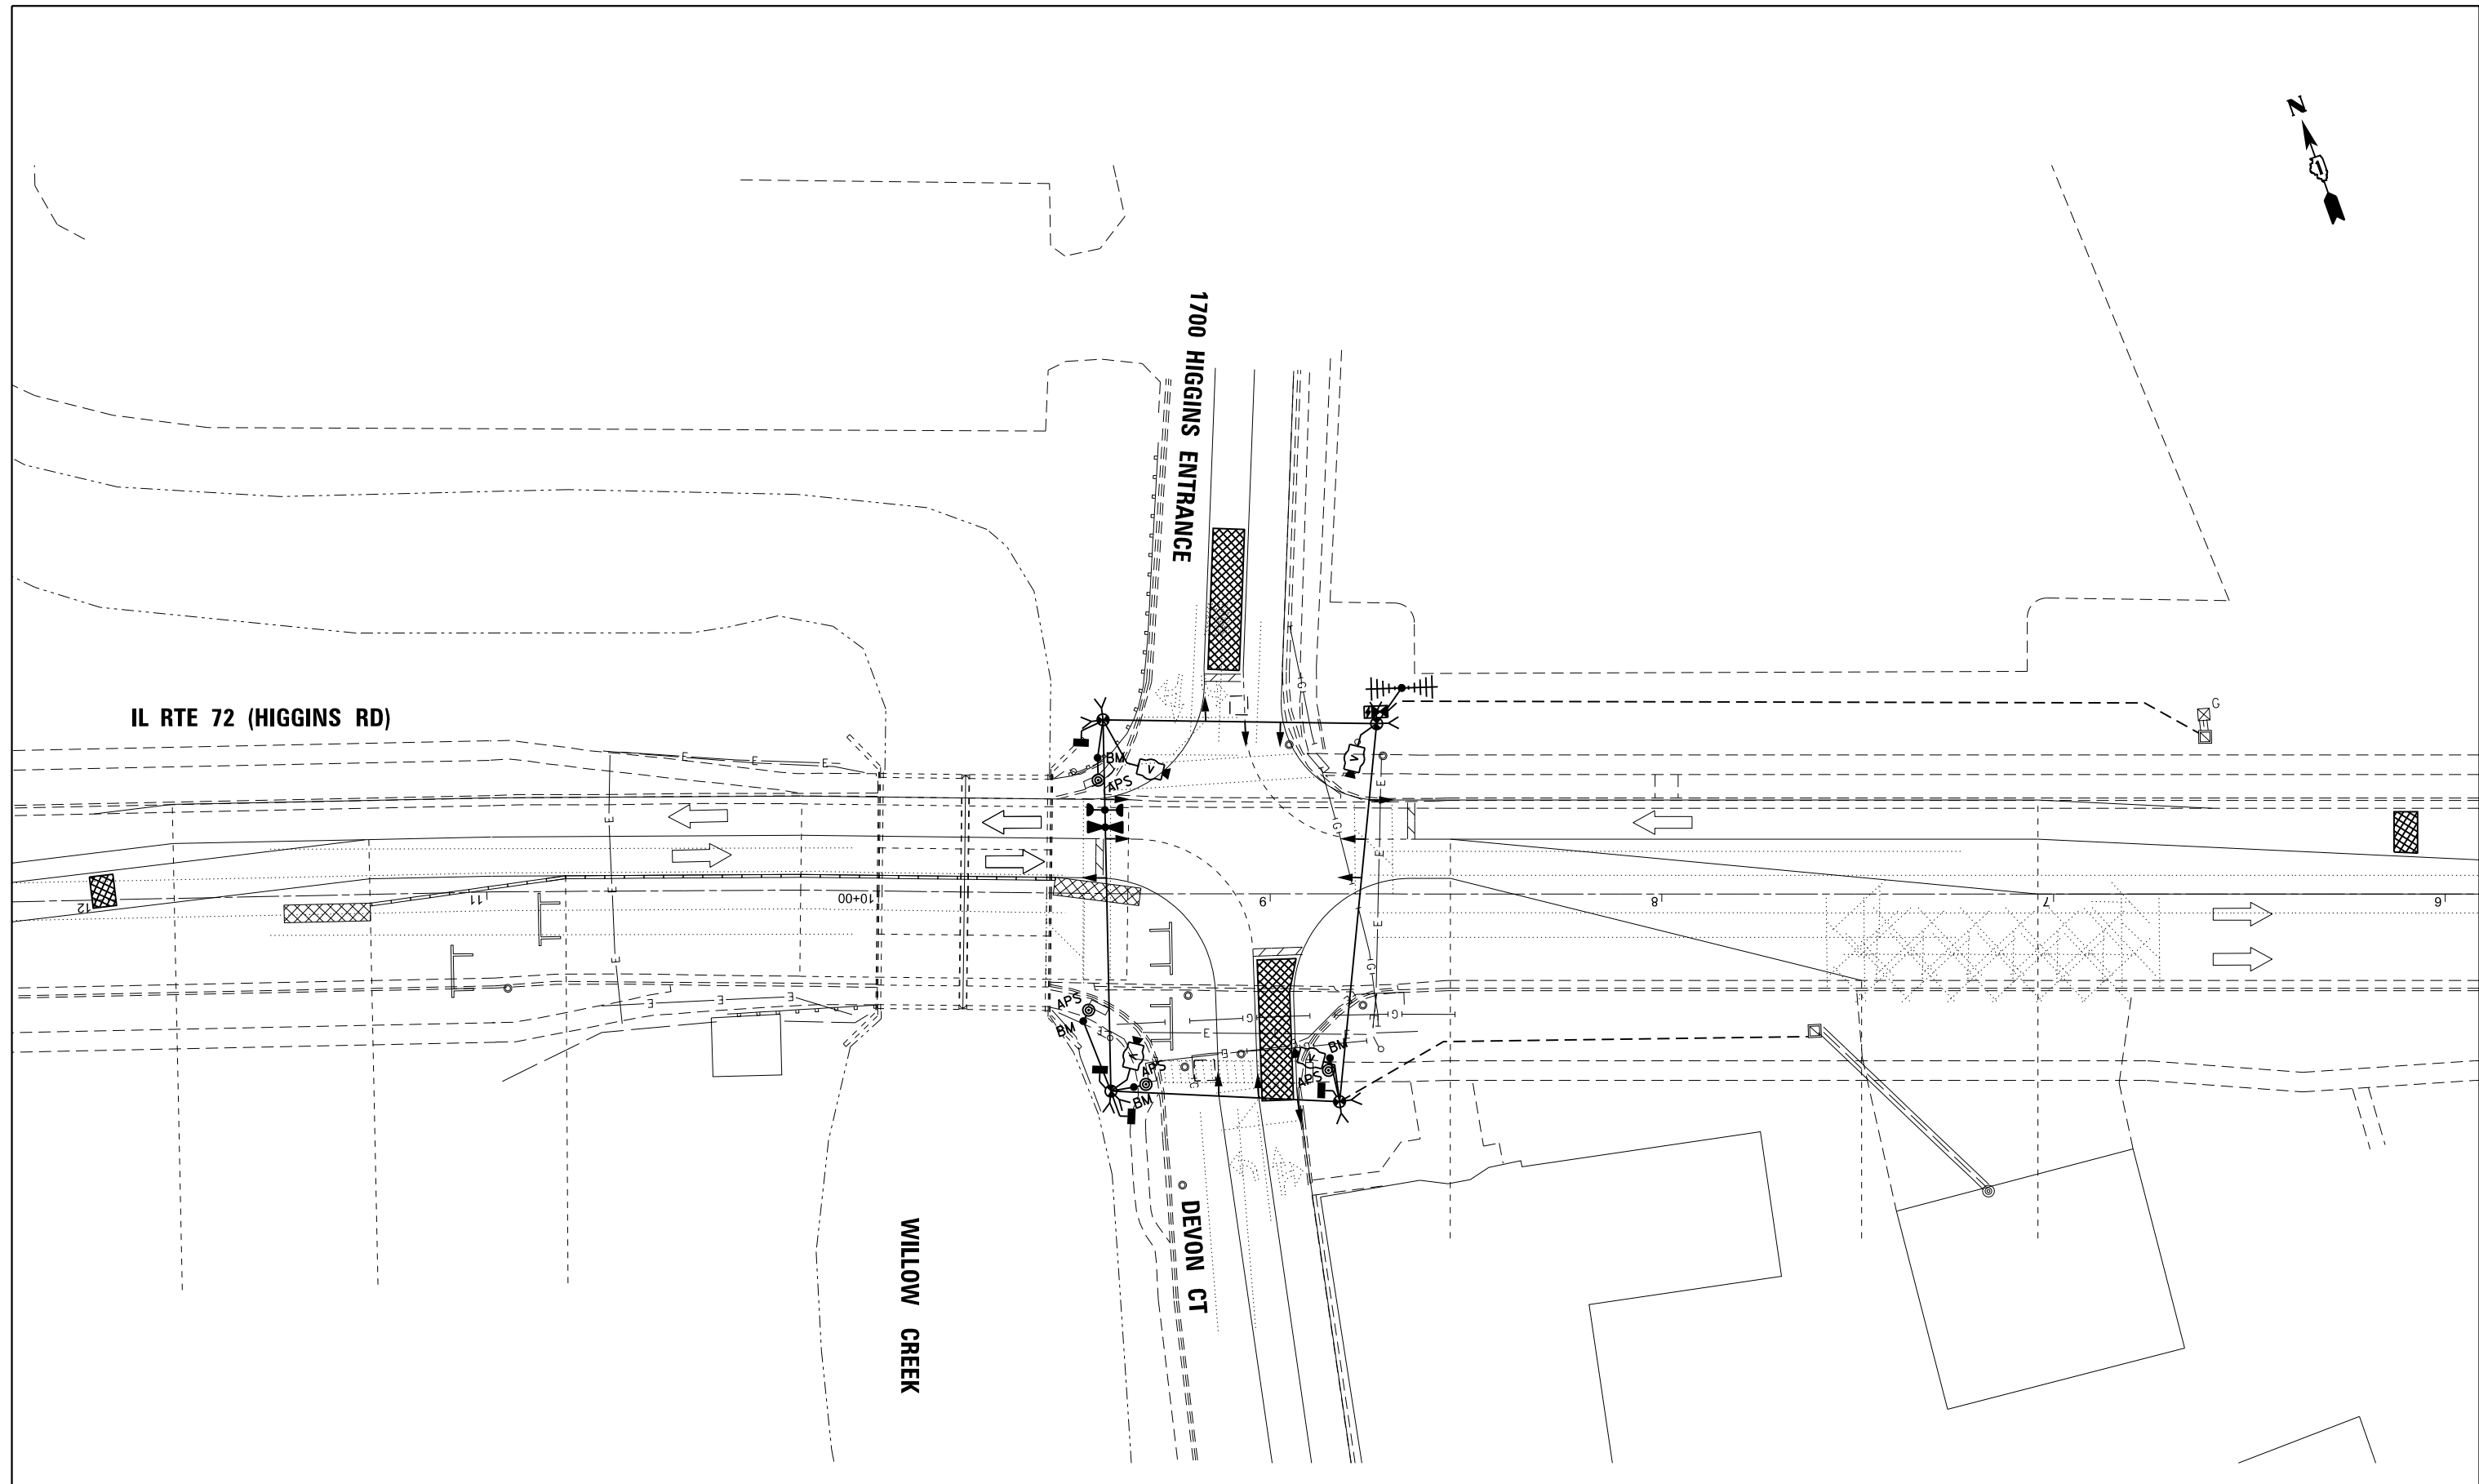 N
1700 HIGGINS ENTRANCE
IL RTE 72 (HIGGINS RD)
G
E
E
E
BM
V
V
APS
G
E
E
G
G
E
E
12
11
10+00
9
8
7
6
E
E
G
APS
E
E
E
G
G
BM
E
E
V
E
V
BM
APS
APS
BM
DEVON CT
WILLOW CREEK